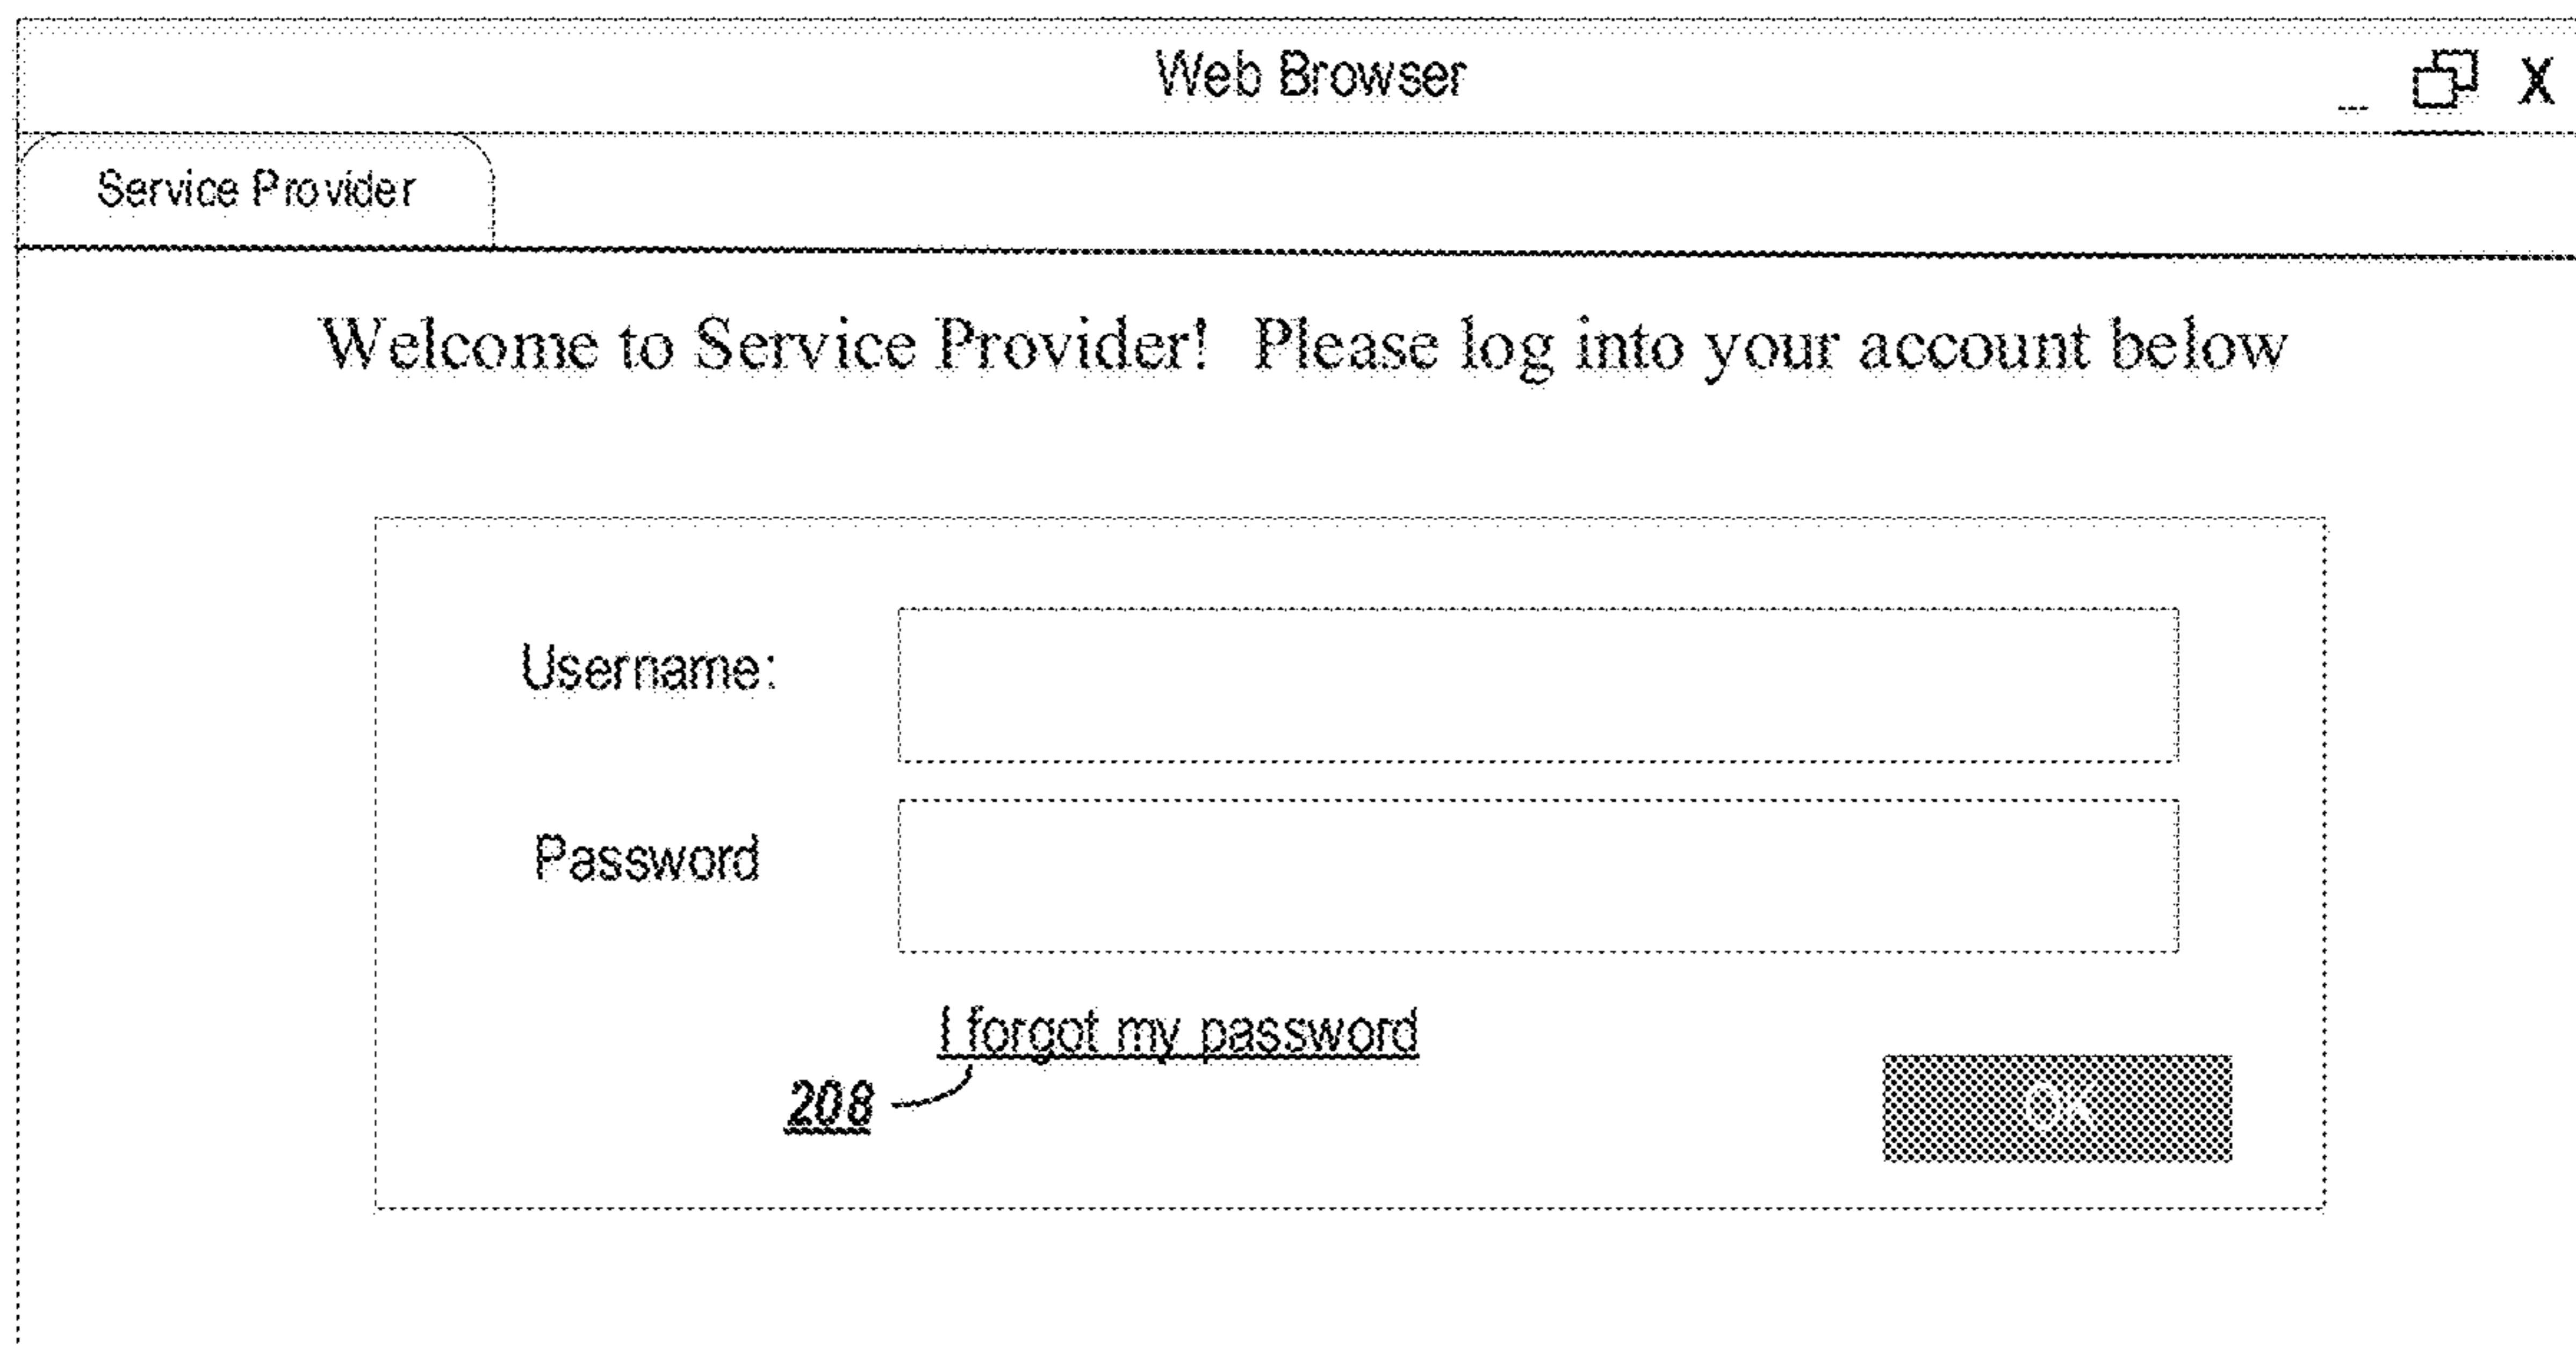 Web Browser _ X
Service Provider
Welcome to Service Provider! Please log into your account below
Username:
Password
I forgot my password
208
OK